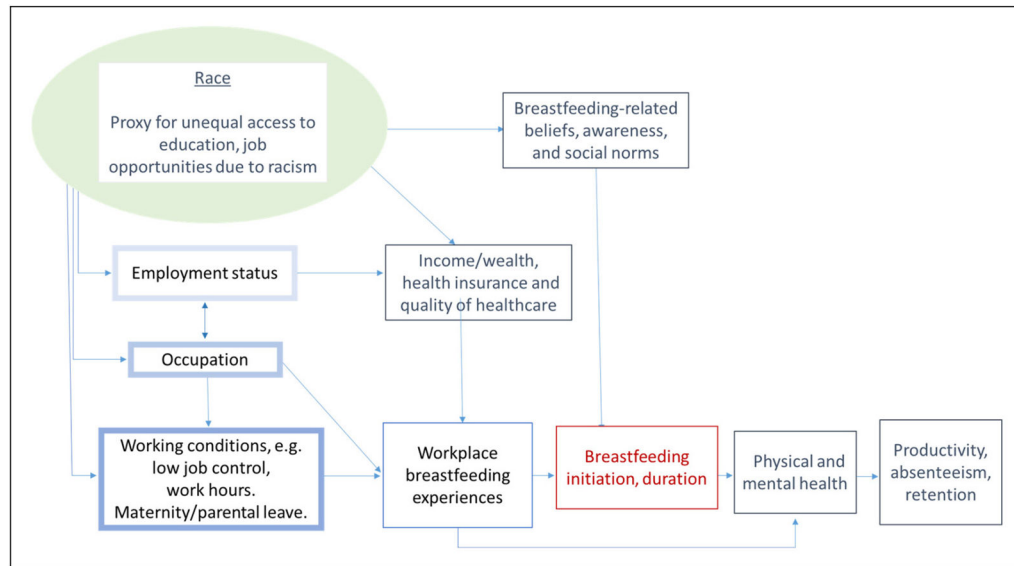 Race
Proxy for unequal access to
education, job
opportunities due to racism
Breastfeeding-related
beliefs, awareness,
and social norms
Employment status
Income/wealth,
health insurance and
quality of healthcare
Occupation
Working conditions, e.g.
low job control,
work hours.
Maternity/parental leave.
Workplace
breastfeeding
experiences
Breastfeeding
initiation, duration
Physical and
mental health
Productivity,
absenteeism,
retention